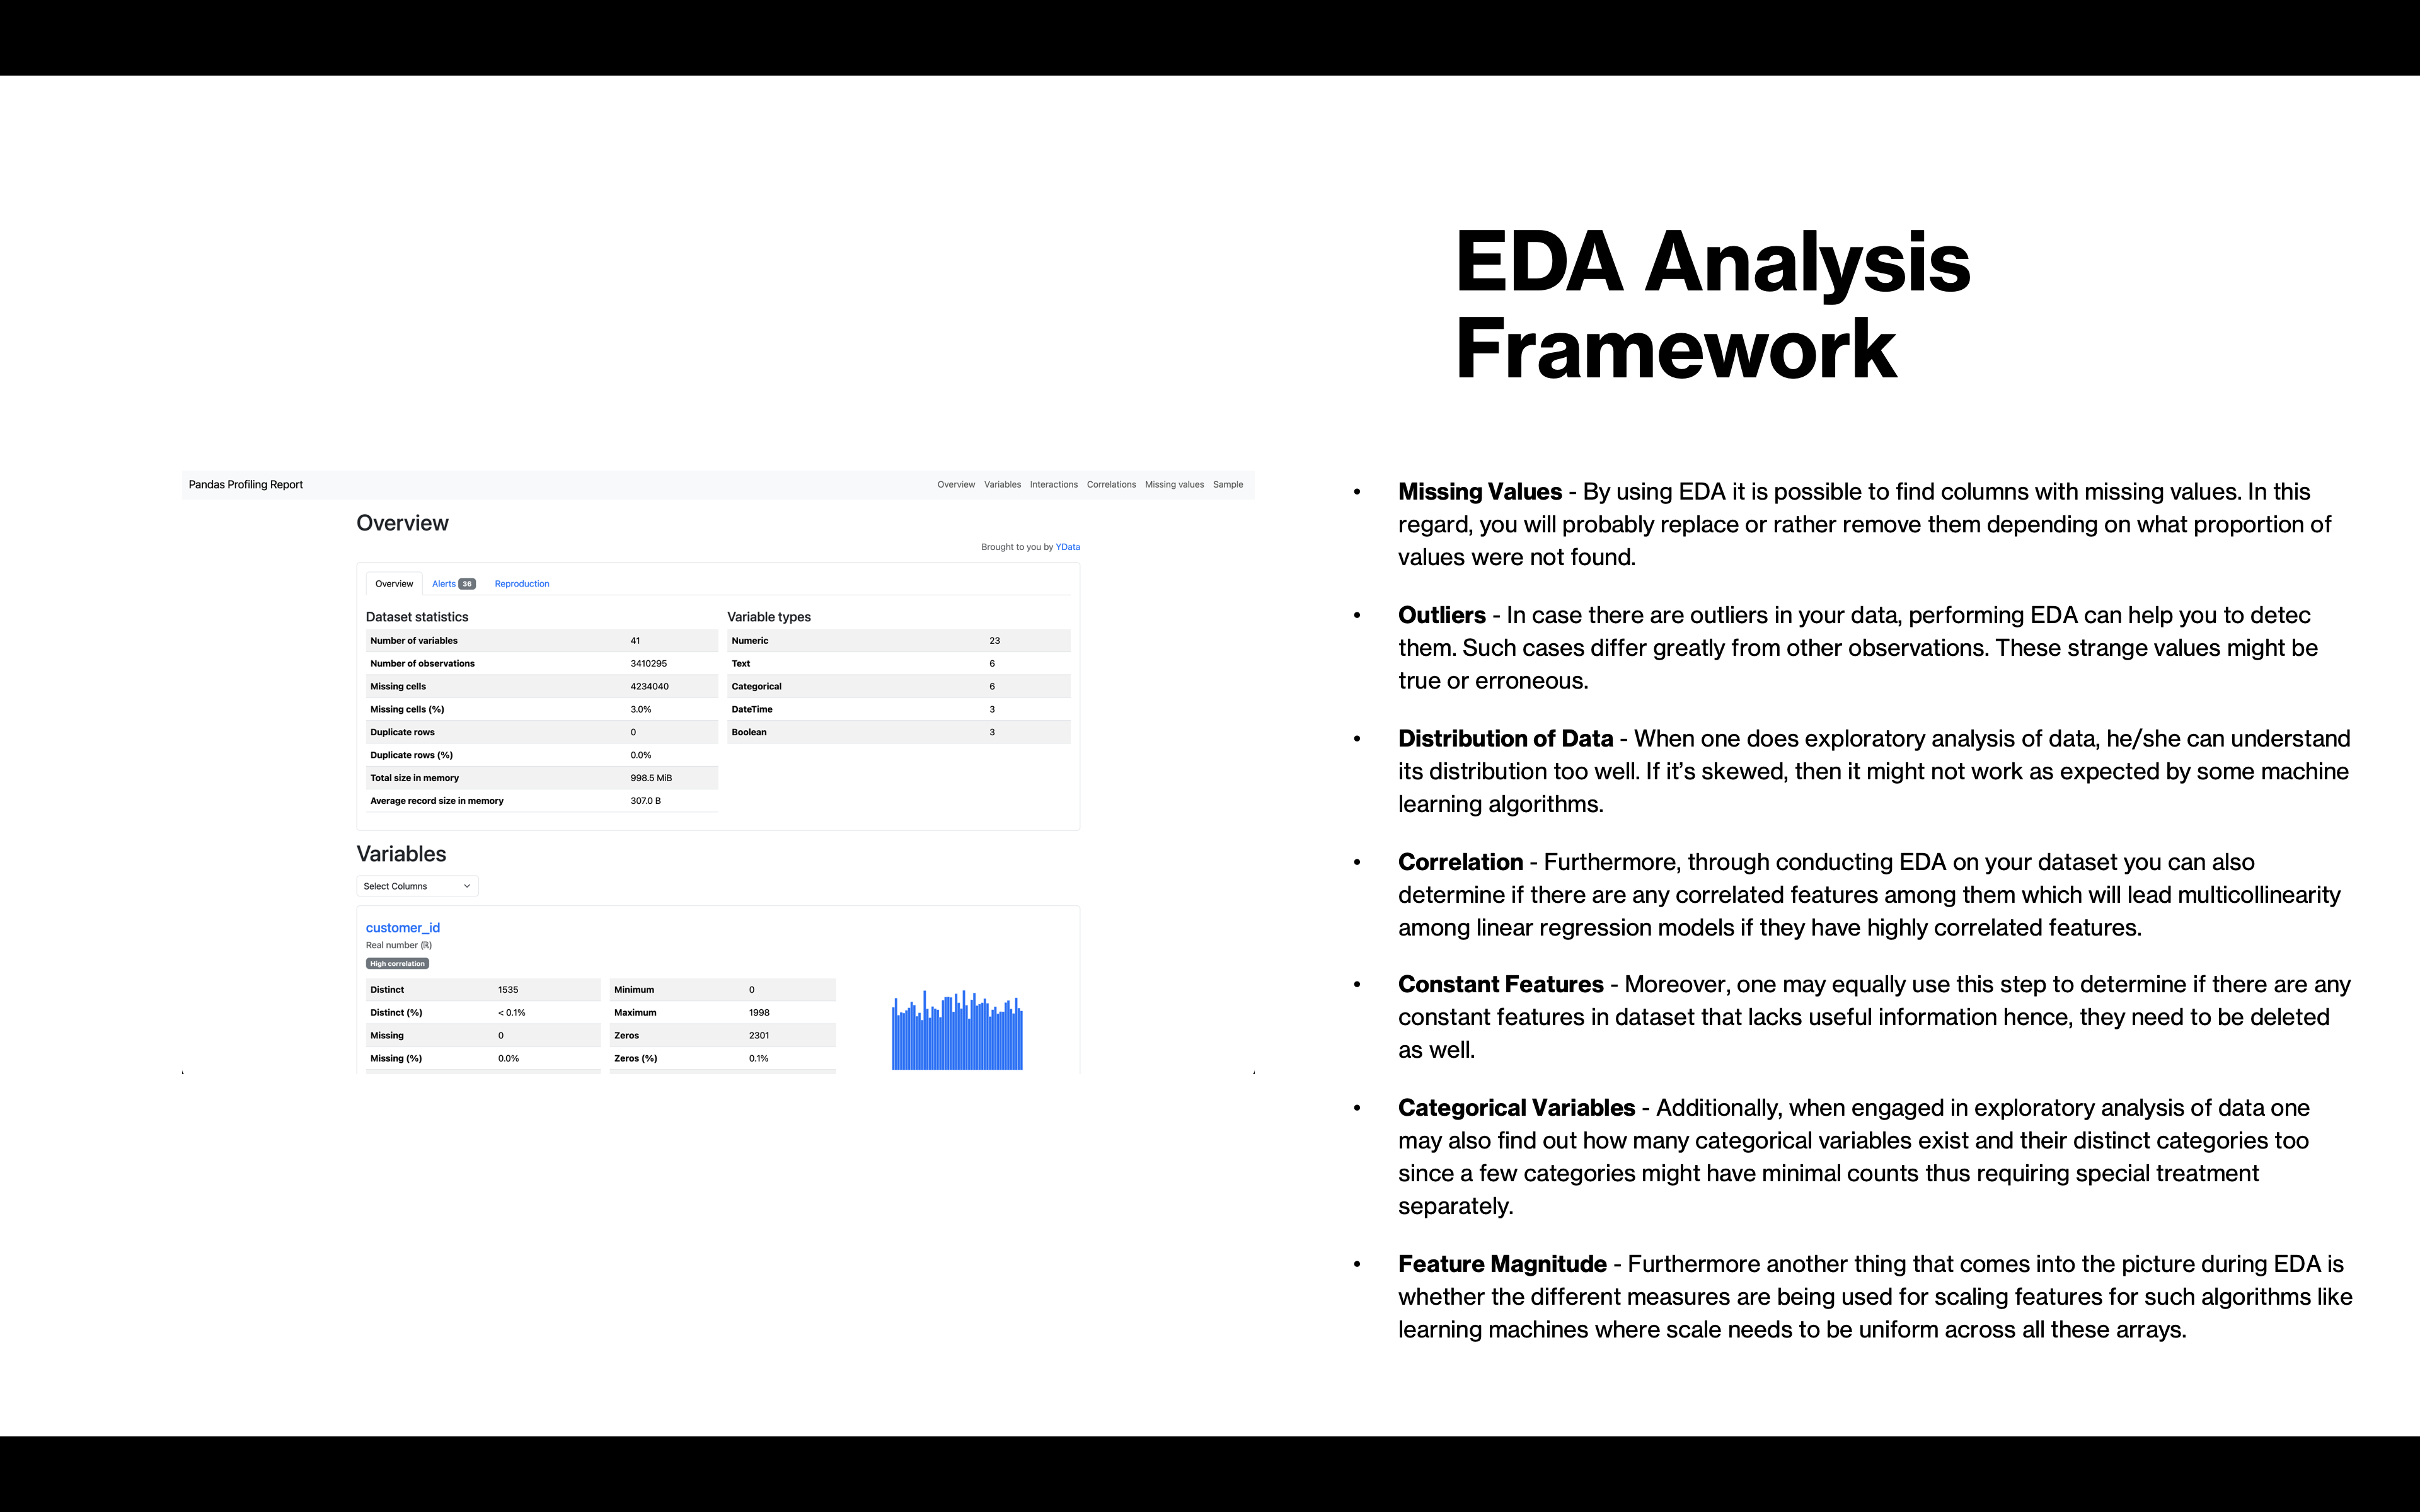 EDA Analysis
Framework
Pandas Profiling Report
Overview Variables Interactions Correlations Missing values Sample
Overview
Brought to you by YData
Overview Alerts 36 Reproduction
Dataset statistics
Number of variables 41
Number of observations 3410295
Missing cells 4234040
Missing cells (%) 3.0%
Duplicate rows 0
Duplicate rows (%) 0.0%
Total size in memory 998.5 MiB
Average record size in memory 307.0 B
Variable types
Numeric 23
Text 6
Categorical 6
DateTime 3
Boolean 3
Variables
Select Columns
customer_id
Real number (ℝ)
High correlation
Distinct 1535
Distinct (%) < 0.1%
Missing 0
Missing (%) 0.0%
Minimum 0
Maximum 1998
Zeros 2301
Zeros (%) 0.1%
• Missing Values - By using EDA it is possible to find columns with missing values. In this
regard, you will probably replace or rather remove them depending on what proportion of
values were not found.
• Outliers - In case there are outliers in your data, performing EDA can help you to detec
them. Such cases differ greatly from other observations. These strange values might be
true or erroneous.
• Distribution of Data - When one does exploratory analysis of data, he/she can understand
its distribution too well. If it’s skewed, then it might not work as expected by some machine
learning algorithms.
• Correlation - Furthermore, through conducting EDA on your dataset you can also
determine if there are any correlated features among them which will lead multicollinearity
among linear regression models if they have highly correlated features.
• Constant Features - Moreover, one may equally use this step to determine if there are any
constant features in dataset that lacks useful information hence, they need to be deleted
as well.
• Categorical Variables - Additionally, when engaged in exploratory analysis of data one
may also find out how many categorical variables exist and their distinct categories too
since a few categories might have minimal counts thus requiring special treatment
separately.
• Feature Magnitude - Furthermore another thing that comes into the picture during EDA is
whether the different measures are being used for scaling features for such algorithms like
learning machines where scale needs to be uniform across all these arrays.